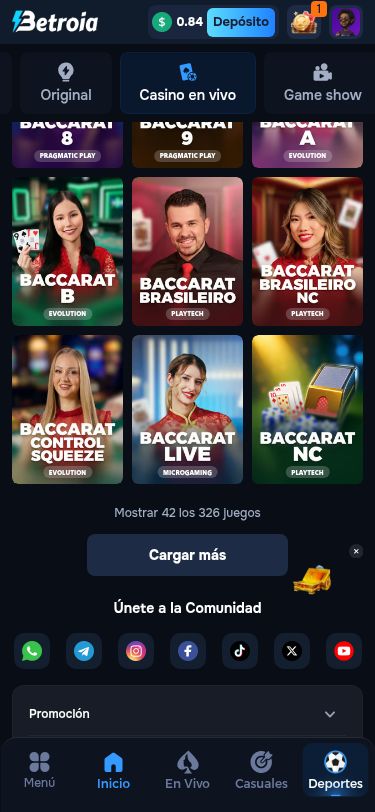 Betroia
$ 0.84 Depósito
1
Original
Casino en vivo
Game show
BACCARAT
8
PRAGMATIC PLAY
BACCARAT
9
PRAGMATIC PLAY
BACCARAT
A
EVOLUTION
BACCARAT
B
EVOLUTION
BACCARAT
BRASILEIRO
PLAYTECH
BACCARAT
BRASILEIRO
NC
PLAYTECH
BACCARAT
CONTROL
SQUEEZE
EVOLUTION
BACCARAT
LIVE
MICROGAMING
BACCARAT
NC
PLAYTECH
Mostrar 42 los 326 juegos
Cargar más
Únete a la Comunidad
Promoción
Menú
Inicio
En Vivo
Casuales
Deportes